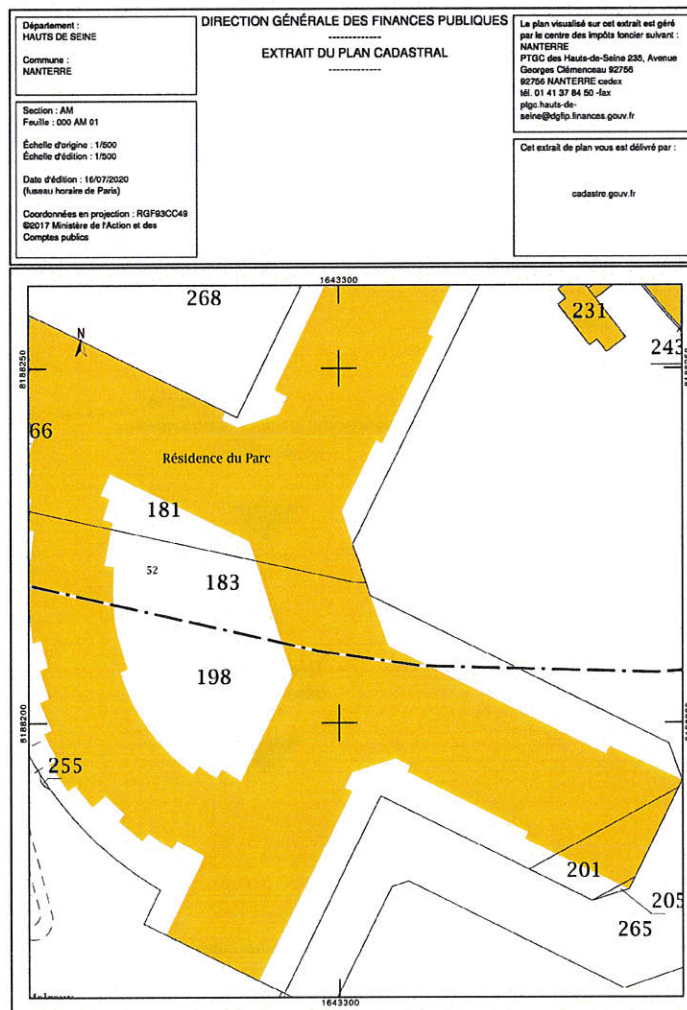 Département :
HAUTS DE SEINE
Commune :
NANTERRE
Section : AM
Feuille : 000 AM 01
Échelle d'origine : 1/500
Échelle d'édition : 1/500
Date d'édition : 16/07/2020
(fuseau horaire de Paris)
Coordonnées en projection : RGF93CC49
©2017 Ministère de l'Action et des
Comptes publics
DIRECTION GÉNÉRALE DES FINANCES PUBLIQUES
-------------
EXTRAIT DU PLAN CADASTRAL
-------------
Le plan visualisé sur cet extrait est géré
par le centre des impôts foncier suivant :
NANTERRE
PTGC des Hauts-de-Seine 235, Avenue
Georges Clémenceau 92756
92756 NANTERRE cadex
tél. 01 41 37 84 50 -fax
ptgc.hauts-de-
seine@dgfip.finances.gouv.fr
Cet extrait de plan vous est délivré par :
cadastre.gouv.fr
1643300
268
231
N
243
8188250
66
Résidence du Parc
181
52
183
198
8188200
255
201
205
265
1643300